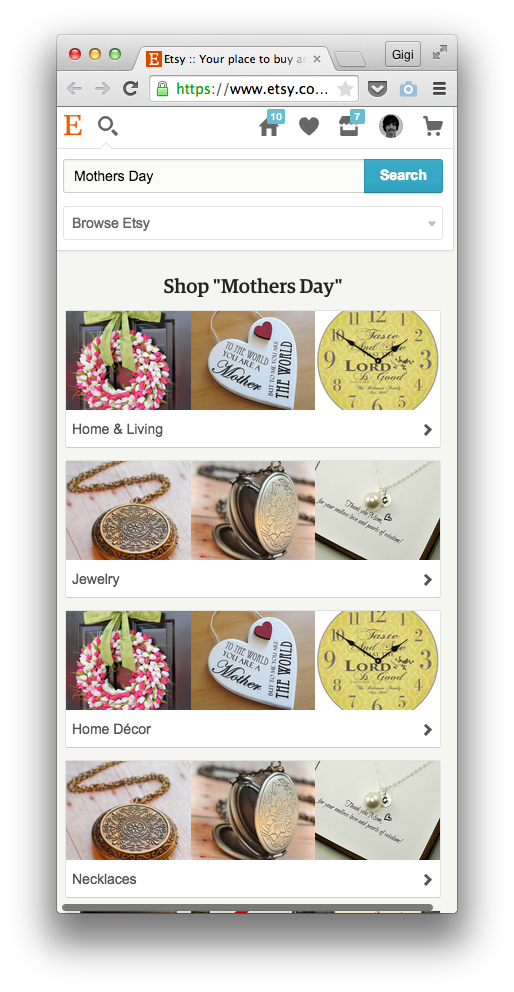 Etsy :: Your place to buy a
Gigi
https://www.etsy.co...
E
10
7
Mothers Day
Search
Browse Etsy
Shop "Mothers Day"
TO THE WORLD
YOU ARE A
Mother
BUT TO ME YOU ARE
THE WORLD
Taste
And See
LORD
Is Good
Home & Living
Thank you Mom,
for your endless love and pearls of wisdom!
Jewelry
TO THE WORLD
YOU ARE A
Mother
BUT TO ME YOU ARE
THE WORLD
Taste
LORD
Is Good
Home Décor
Thank you Mom,
for your endless love and pearls of wisdom!
Necklaces